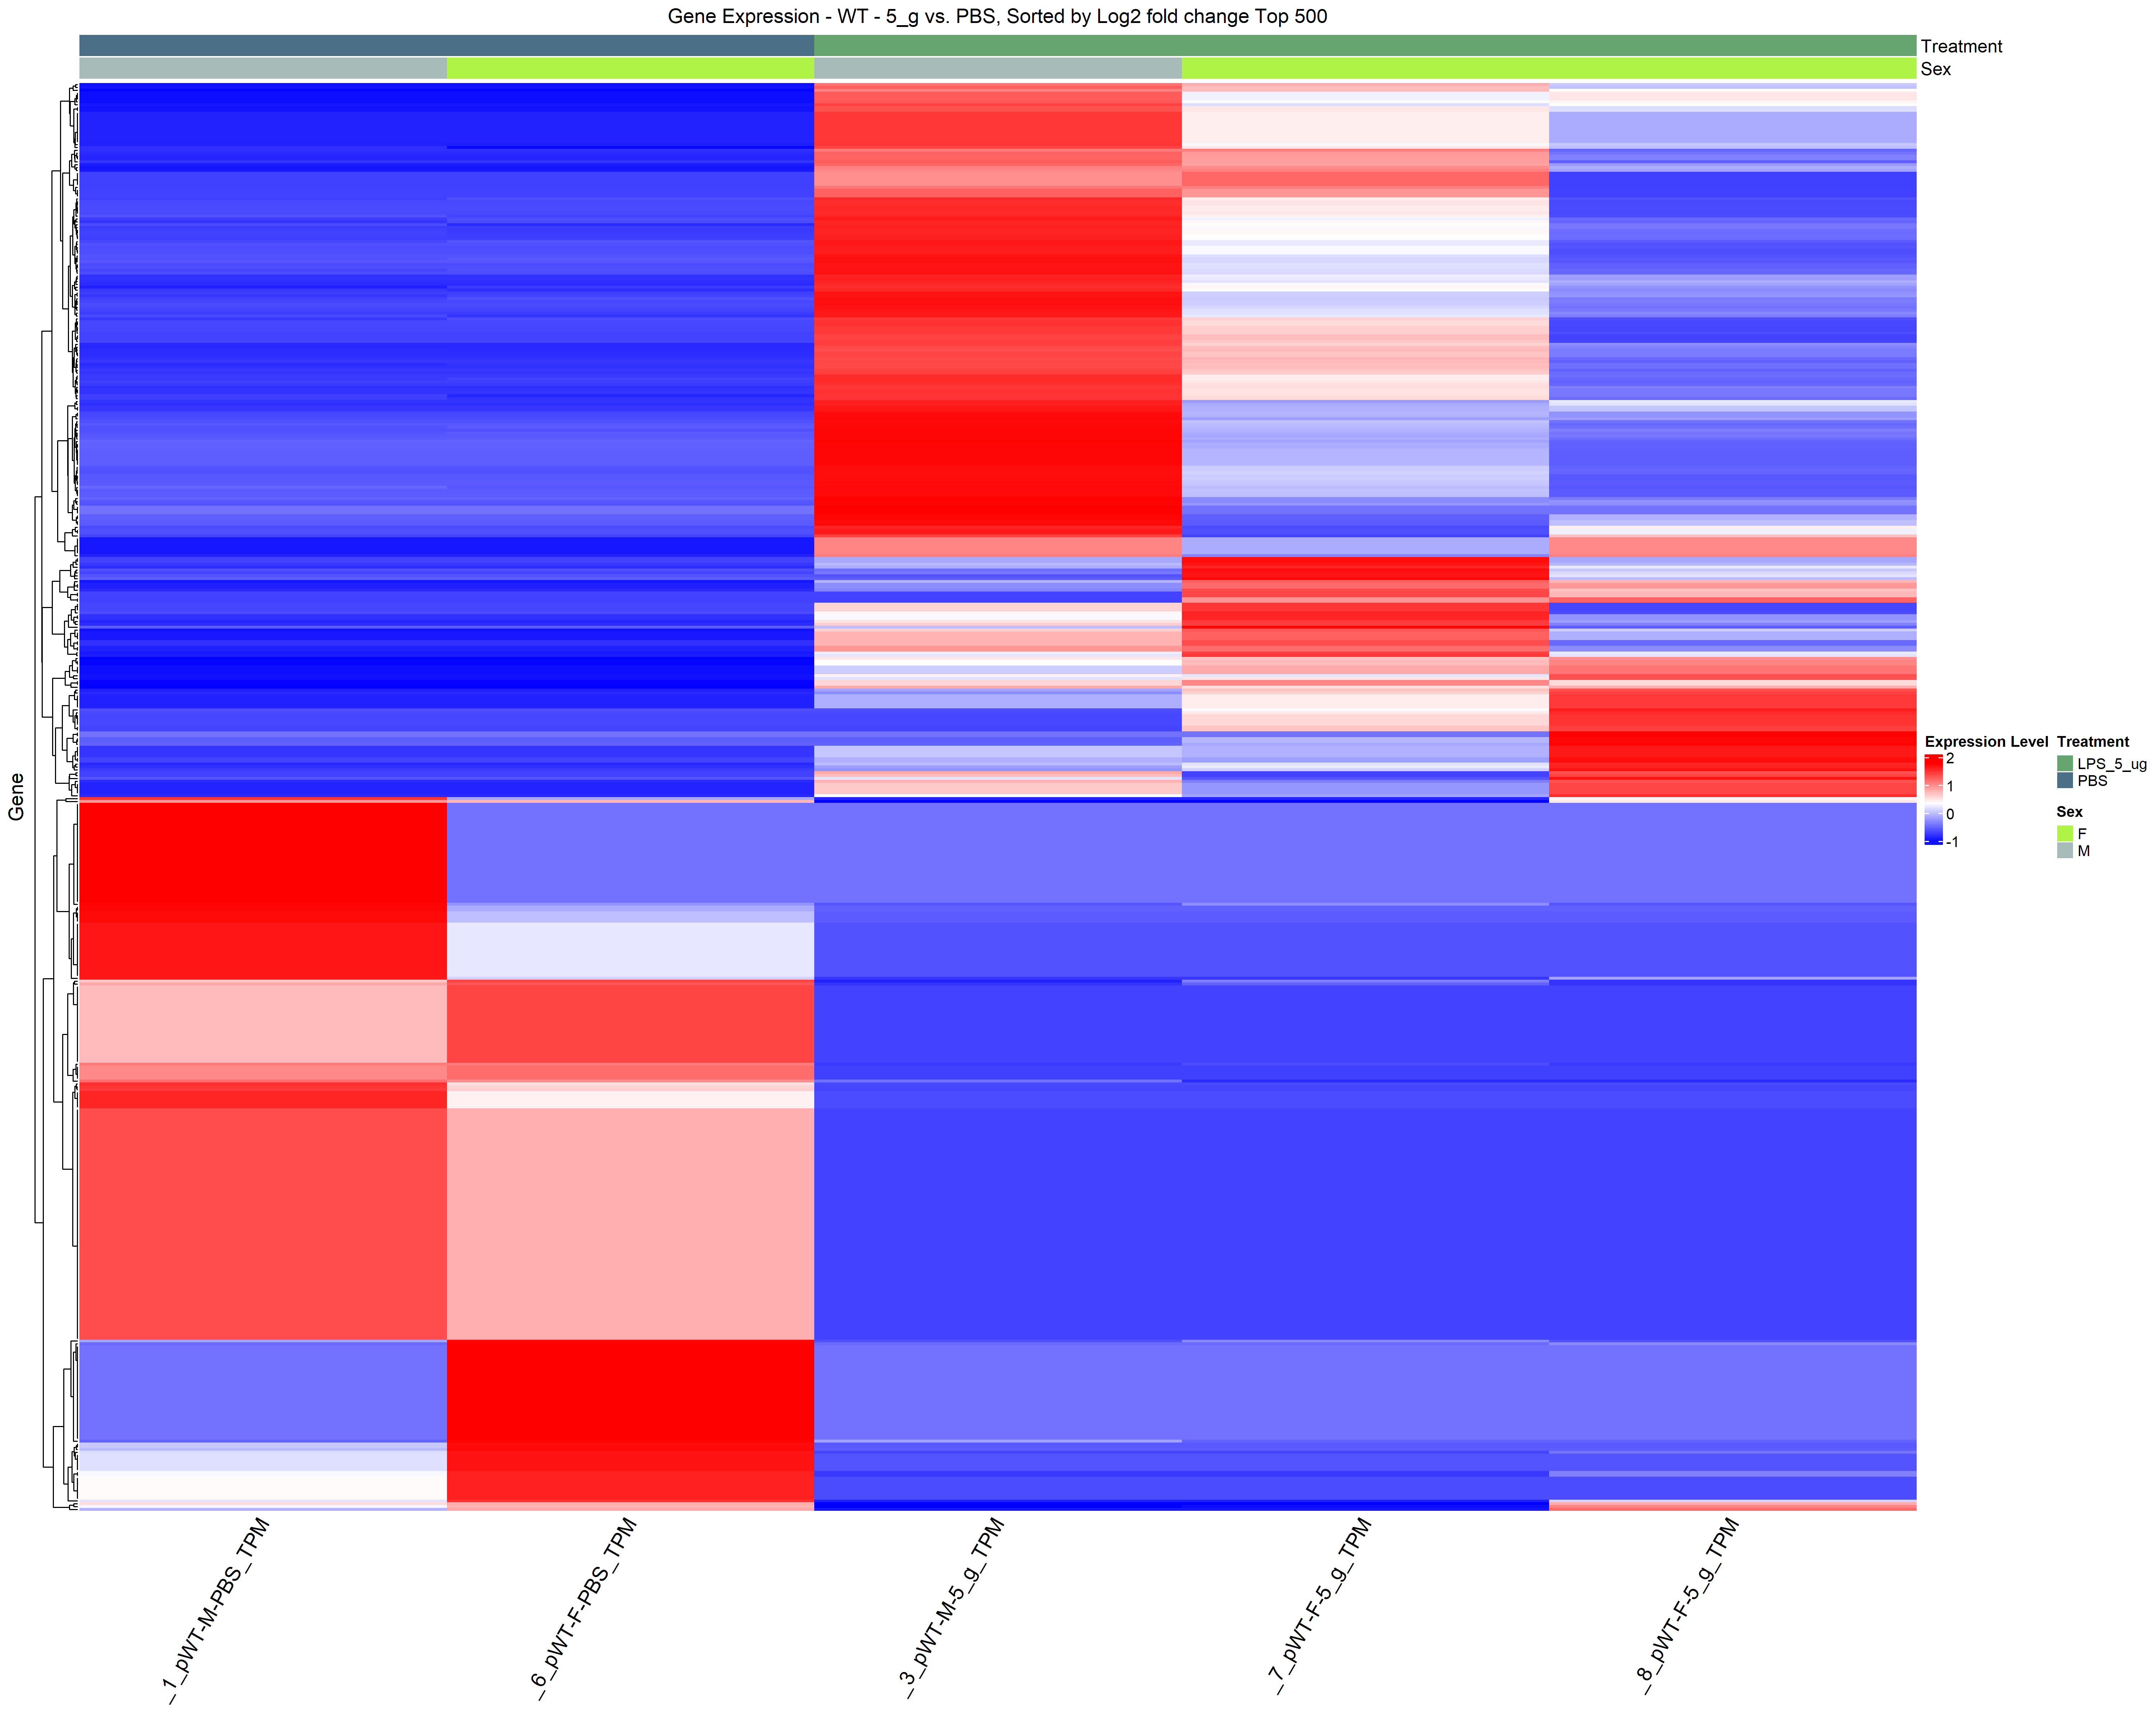 Gene Expression - WT - 5_g vs. PBS, Sorted by Log2 fold change Top 500
Treatment
Sex
Gene
Expression Level
2
1
0
-1
Treatment
LPS_5_ug
PBS
Sex
F
M
_1_pWT-M-PBS_TPM
_6_pWT-F-PBS_TPM
_3_pWT-M-5_g_TPM
_7_pWT-F-5_g_TPM
_8_pWT-F-5_g_TPM